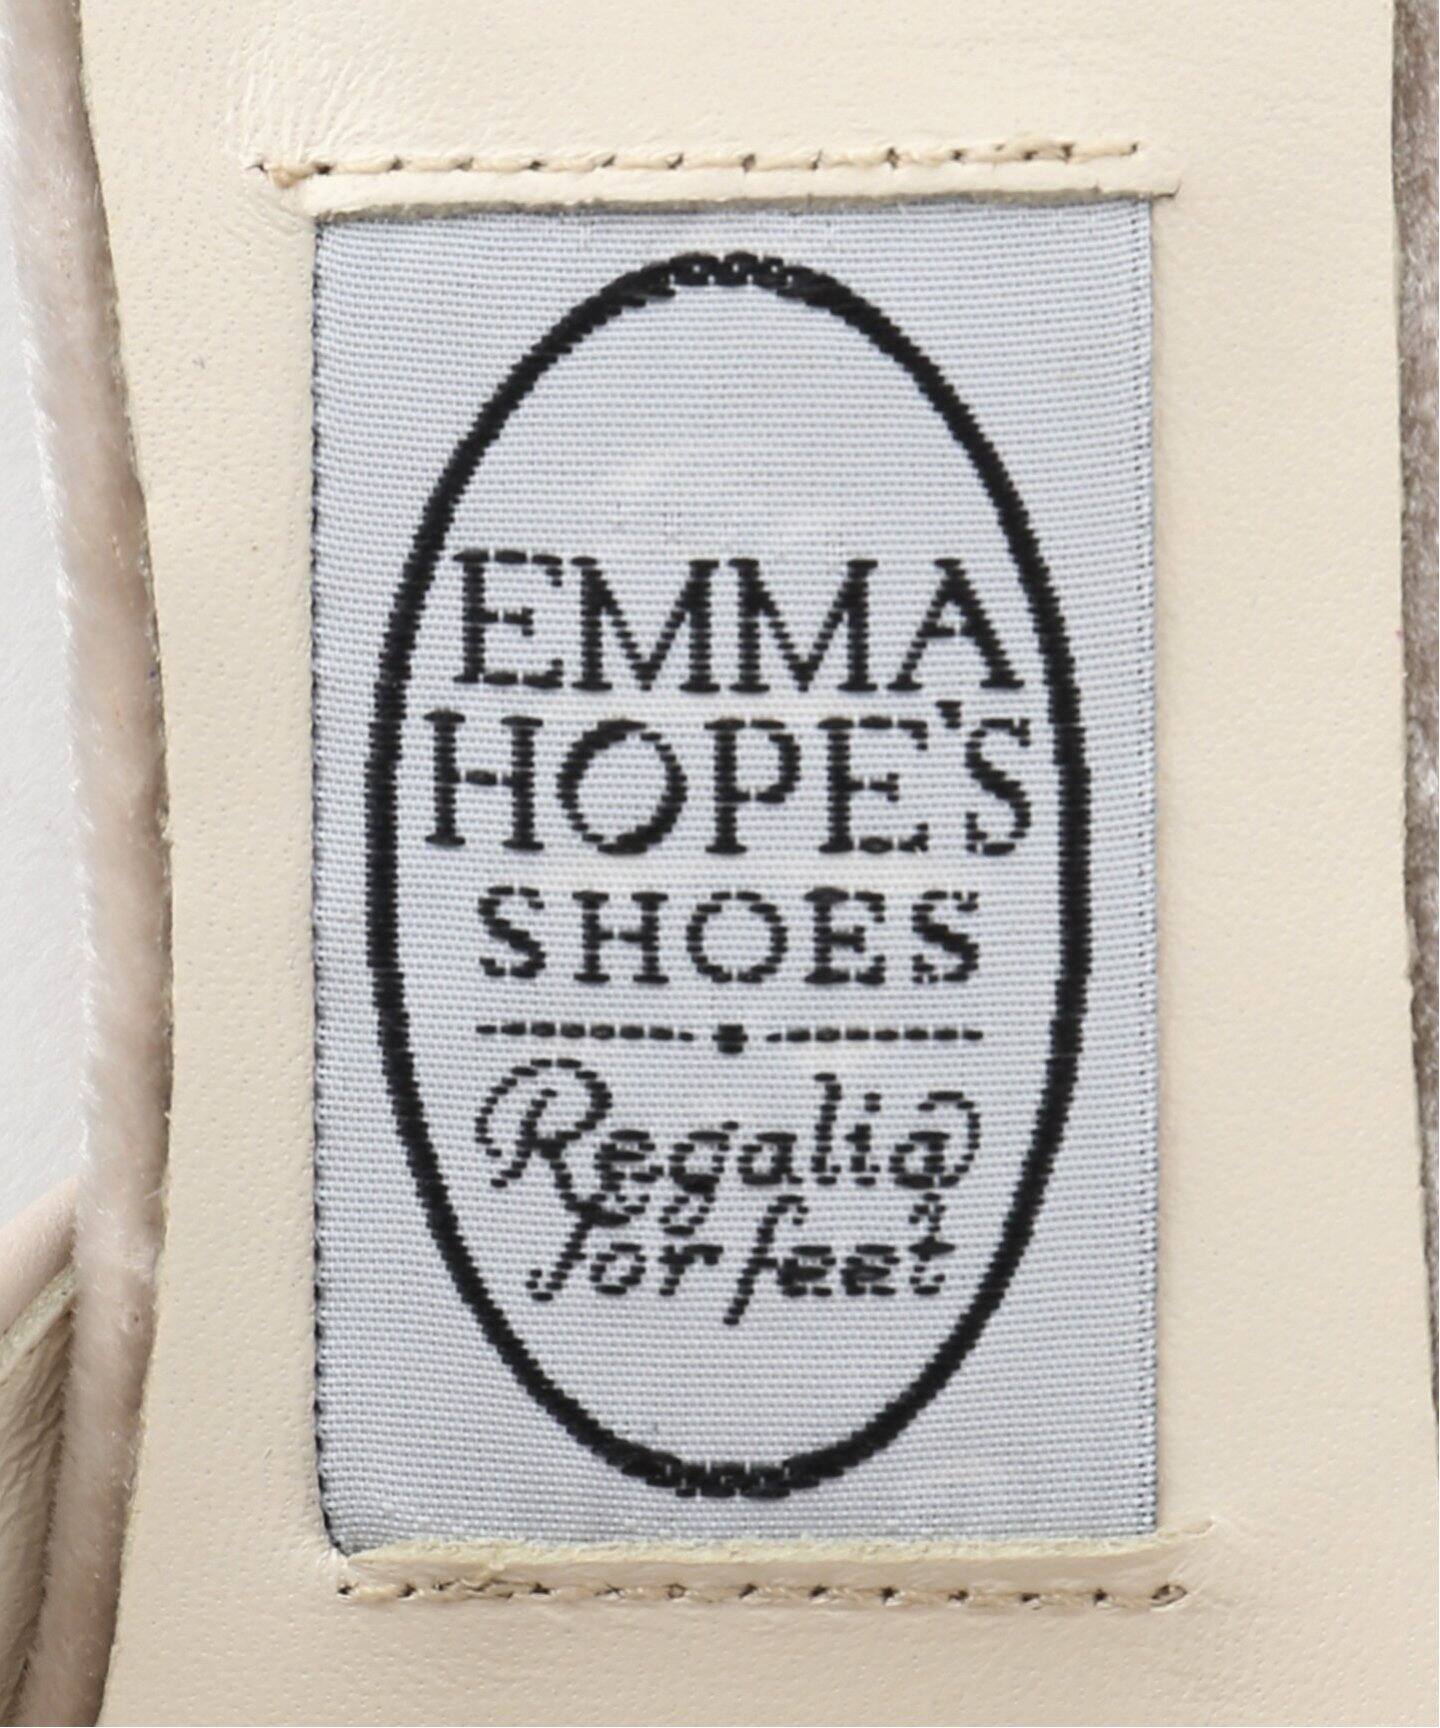 EMMA
HOPE'S
SHOES
Regalia
for feet